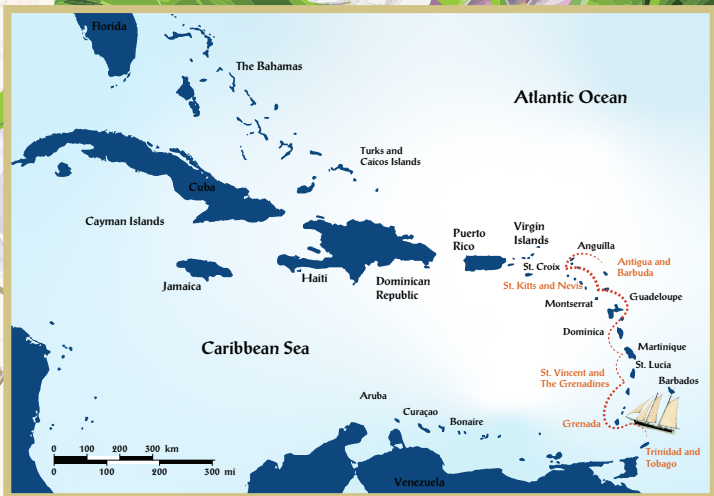 Florida
The Bahamas
Atlantic Ocean
Turks and
Caicos Islands
Cuba
Cayman Islands
Jamaica
Haiti
Dominican
Republic
Puerto
Rico
Virgin
Islands
St. Croix
Anguilla
Antigua and
Barbuda
St. Kitts and Nevis
Montserrat
Guadeloupe
Dominica
Martinique
St. Lucia
Barbados
St. Vincent and
The Grenadines
Grenada
Trinidad and
Tobago
Caribbean Sea
Aruba
Curaçao
Bonaire
Venezuela
0 100 200 300 km
0 100 200 300 mi